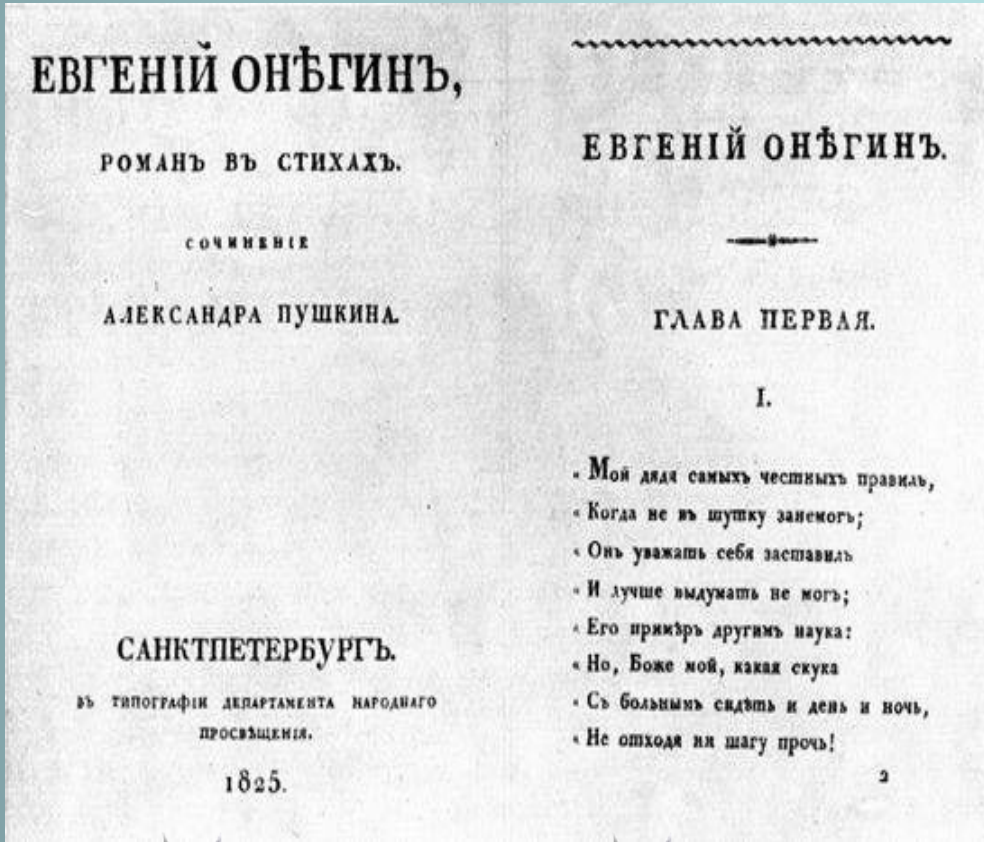 ЕВГЕНІЙ ОНѢГИНЪ,
РОМАНЪ ВЪ СТИХАХЪ.
СОЧИНЕНІЕ
АЛЕКСАНДРА ПУШКИНА.
САНКТПЕТЕРБУРГЪ.
ВЪ ТИПОГРАФІИ ДЕПАРТАМЕНТА НАРОДНАГО
ПРОСВѢЩЕНІЯ.
1825.
ЕВГЕНІЙ ОНѢГИНЪ.
ГЛАВА ПЕРВАЯ.
I.
« Мой дядя самыхъ честныхъ правилъ,
« Когда не въ шутку занемогъ;
« Онъ уважать себя заставилъ
« И лучше выдумать не могъ;
« Его примѣръ другимъ наука:
« Но, Боже мой, какая скука
« Съ больнымъ сидѣть и день и ночь,
« Не отходя ни шагу прочь!
2